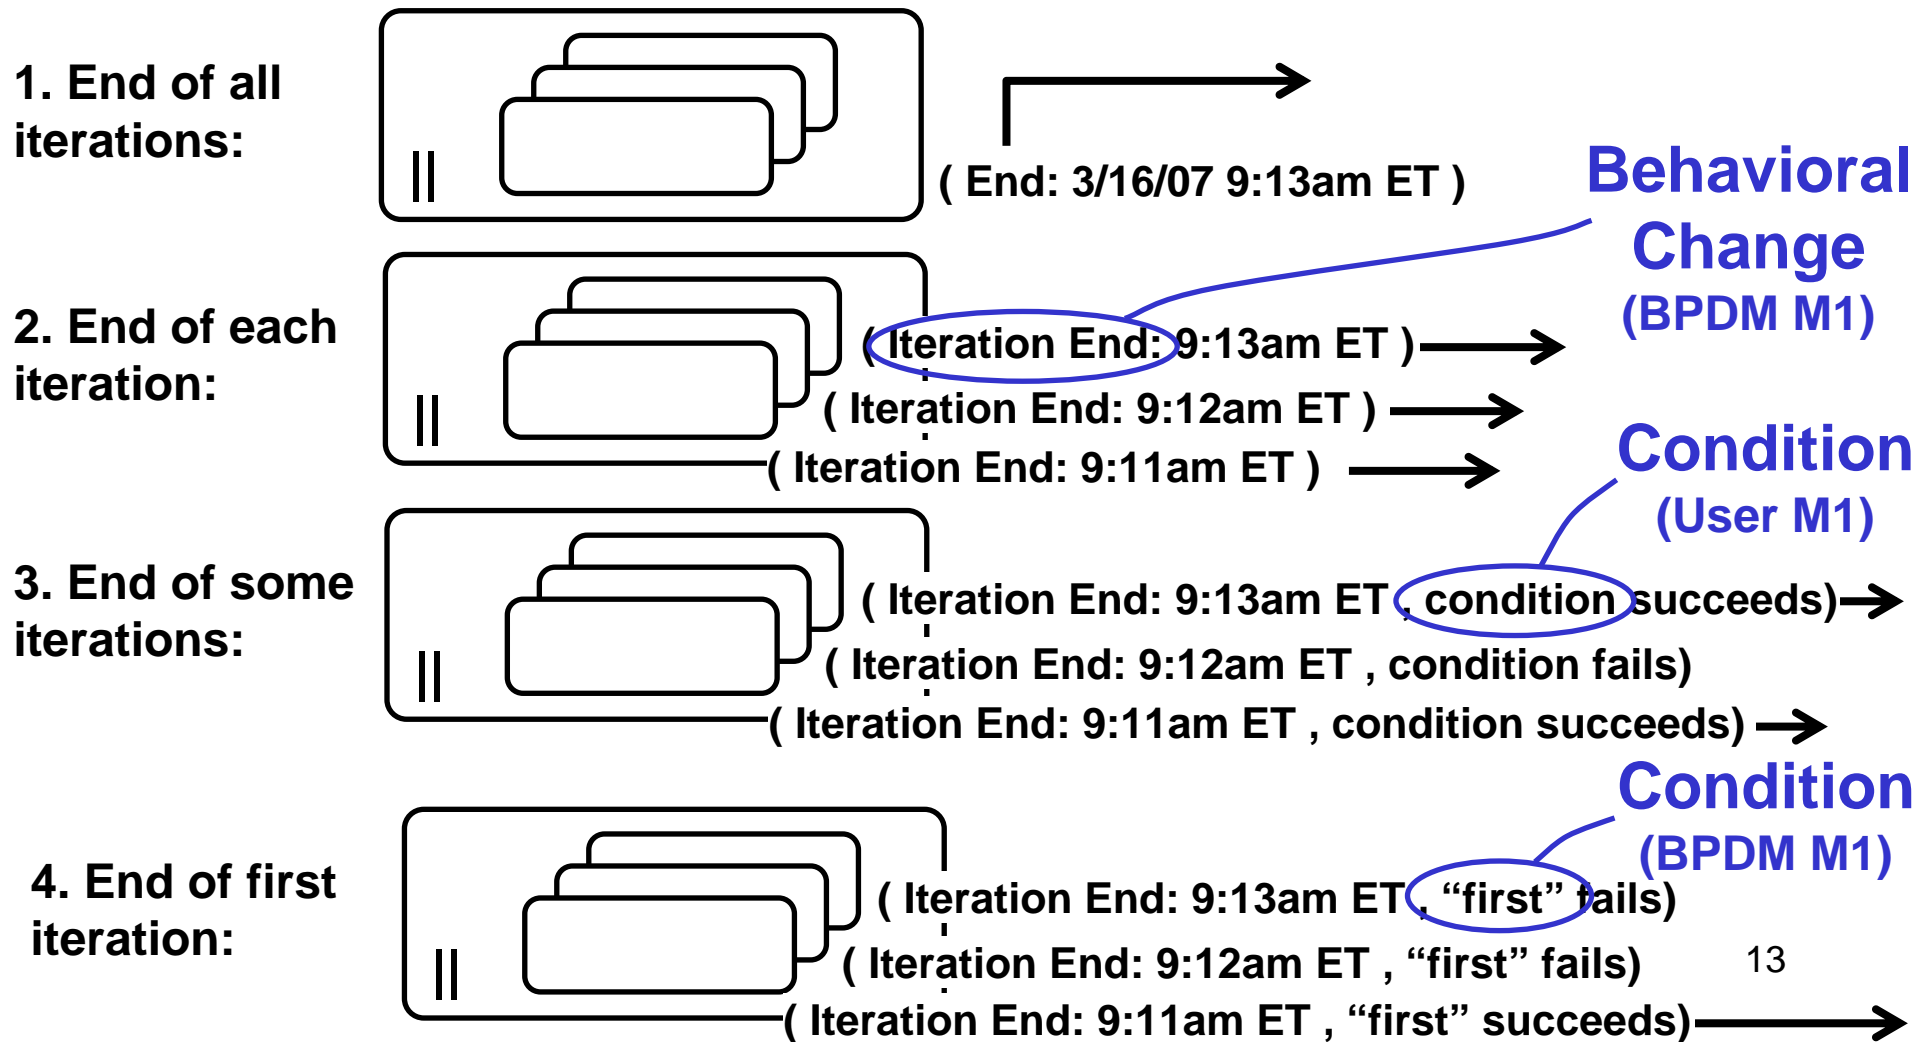 1. End of all
iterations:
( End: 3/16/07 9:13am ET )
Behavioral
Change
(BPDM M1)
2. End of each
iteration:
( Iteration End: 9:13am ET )
( Iteration End: 9:12am ET )
( Iteration End: 9:11am ET )
Condition
(User M1)
3. End of some
iterations:
( Iteration End: 9:13am ET , condition succeeds)
( Iteration End: 9:12am ET , condition fails)
( Iteration End: 9:11am ET , condition succeeds)
Condition
(BPDM M1)
4. End of first
iteration:
( Iteration End: 9:13am ET , “first” fails)
( Iteration End: 9:12am ET , “first” fails)
( Iteration End: 9:11am ET , “first” succeeds)
13